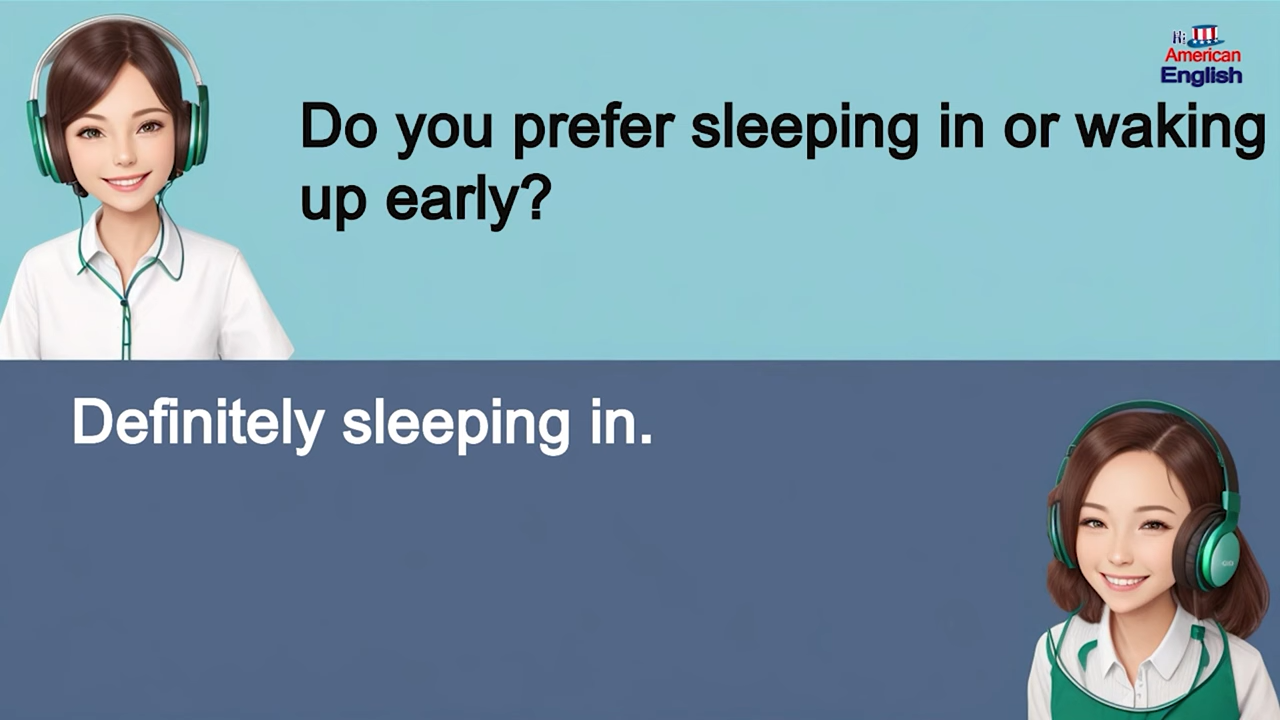 Hi
American
English
Do you prefer sleeping in or waking
up early?
Definitely sleeping in.